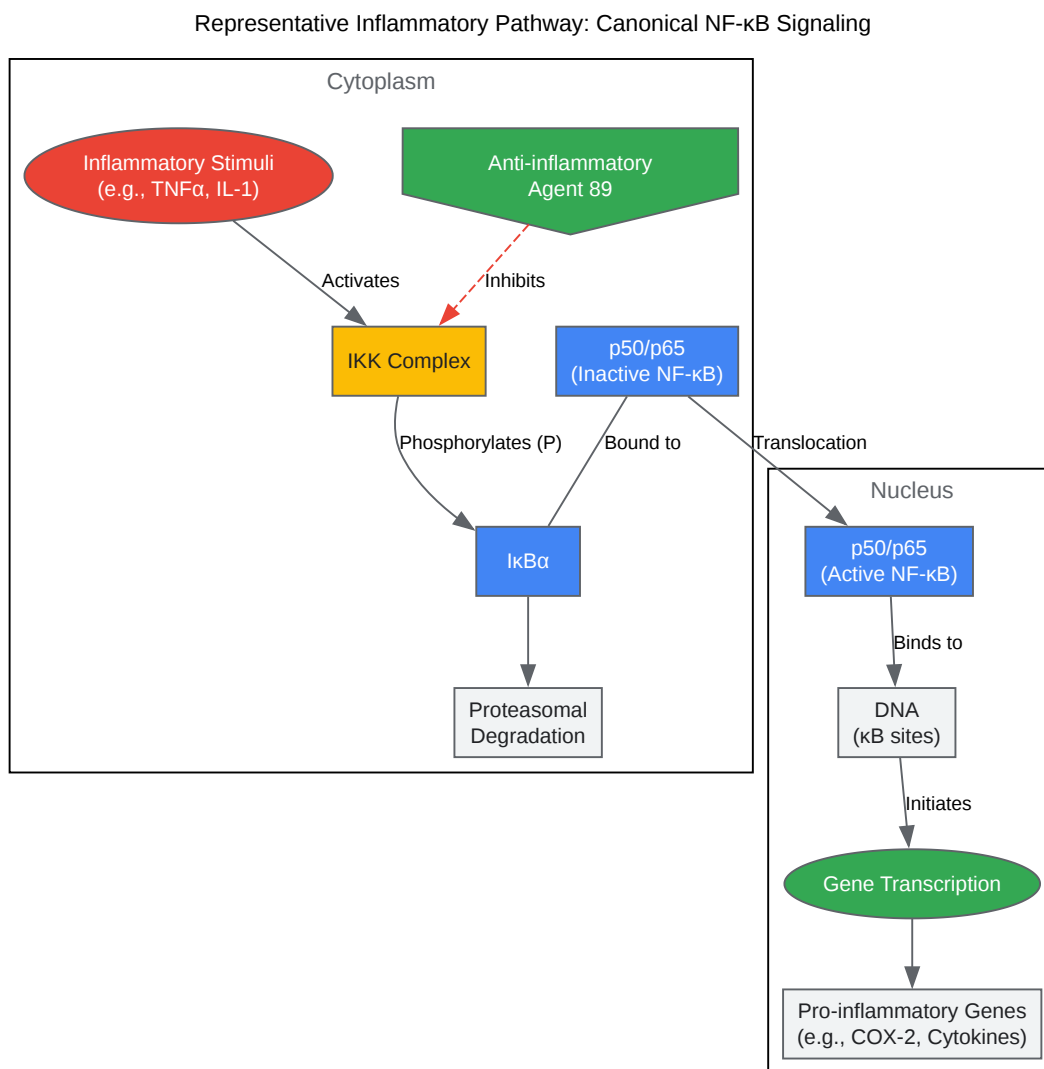 Representative Inflammatory Pathway: Canonical NF-κB Signaling
Cytoplasm
Inflammatory Stimuli
(e.g., TNFα, IL-1)
Anti-inflammatory
Agent 89
Activates
Inhibits
IKK Complex
p50/p65
(Inactive NF-κB)
Phosphorylates (P)
Bound to
Translocation
Nucleus
IκBα
p50/p65
(Active NF-κB)
Binds to
Proteasomal
Degradation
DNA
(κB sites)
Initiates
Gene Transcription
Pro-inflammatory Genes
(e.g., COX-2, Cytokines)